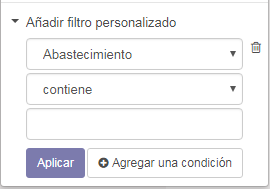 Añadir filtro personalizado
Abastecimiento
contiene
Aplicar
Agregar una condición